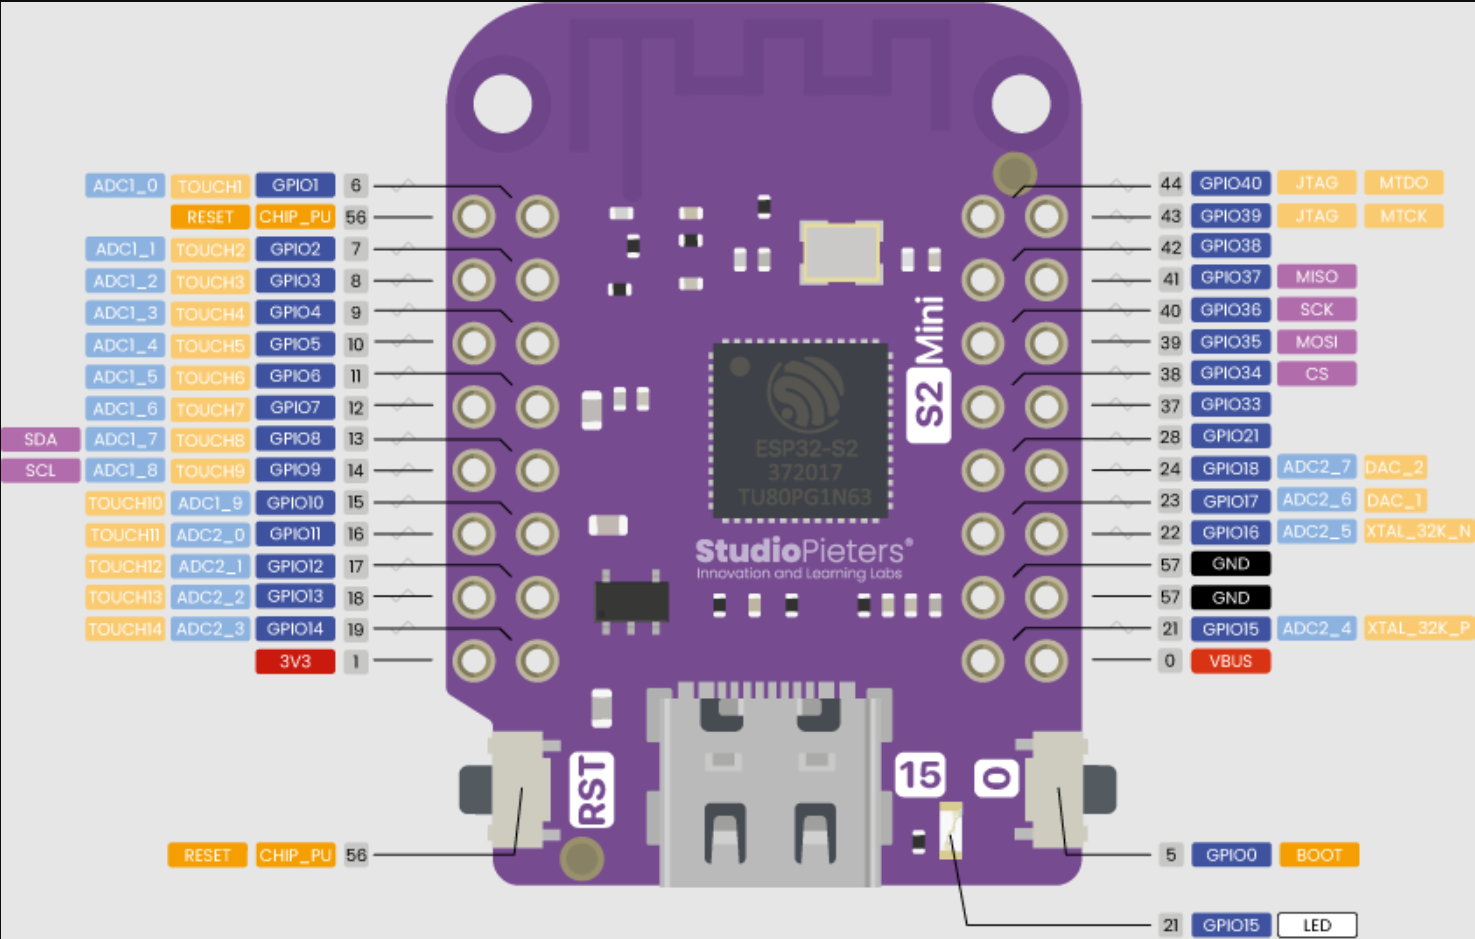 ADC1_0 TOUCH1 GPIO1 6
RESET CHIP_PU 56
ADC1_1 TOUCH2 GPIO2 7
ADC1_2 TOUCH3 GPIO3 8
ADC1_3 TOUCH4 GPIO4 9
ADC1_4 TOUCH5 GPIO5 10
ADC1_5 TOUCH6 GPIO6 11
ADC1_6 TOUCH7 GPIO7 12
SDA ADC1_7 TOUCH8 GPIO8 13
SCL ADC1_8 TOUCH9 GPIO9 14
TOUCH10 ADC1_9 GPIO10 15
TOUCH11 ADC2_0 GPIO11 16
TOUCH12 ADC2_1 GPIO12 17
TOUCH13 ADC2_2 GPIO13 18
TOUCH14 ADC2_3 GPIO14 19
3V3 1
RESET CHIP_PU 56
S2 Mini
ESP32-S2
372017
TU80PG1N63
StudioPieters®
Innovation and Learning Labs
RST
15
0
44 GPIO40 JTAG MTDO
43 GPIO39 JTAG MTCK
42 GPIO38
41 GPIO37 MISO
40 GPIO36 SCK
39 GPIO35 MOSI
38 GPIO34 CS
37 GPIO33
28 GPIO21
24 GPIO18 ADC2_7 DAC_2
23 GPIO17 ADC2_6 DAC_1
22 GPIO16 ADC2_5 XTAL_32K_N
57 GND
57 GND
21 GPIO15 ADC2_4 XTAL_32K_P
0 VBUS
5 GPIO0 BOOT
21 GPIO15 LED